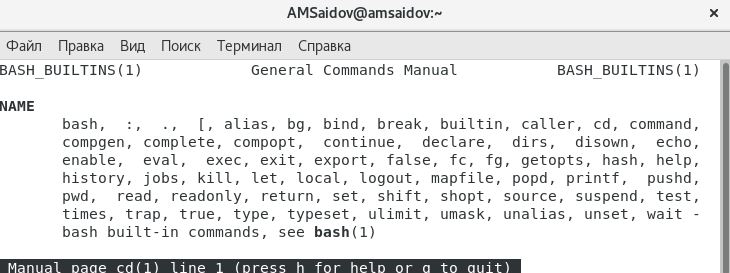 AMSaidov@amsaidov:~ ×
Файл Правка Вид Поиск Терминал Справка
BASH_BUILTINS(1) General Commands Manual BASH_BUILTINS(1)
NAME
bash, :, ., [, alias, bg, bind, break, builtin, caller, cd, command,
compgen, complete, compopt, continue, declare, dirs, disown, echo,
enable, eval, exec, exit, export, false, fc, fg, getopts, hash, help,
history, jobs, kill, let, local, logout, mapfile, popd, printf, pushd,
pwd, read, readonly, return, set, shift, shopt, source, suspend, test,
times, trap, true, type, typeset, ulimit, umask, unalias, unset, wait -
bash built-in commands, see bash(1)
Manual page cd(1) line 1 (press h for help or q to quit)